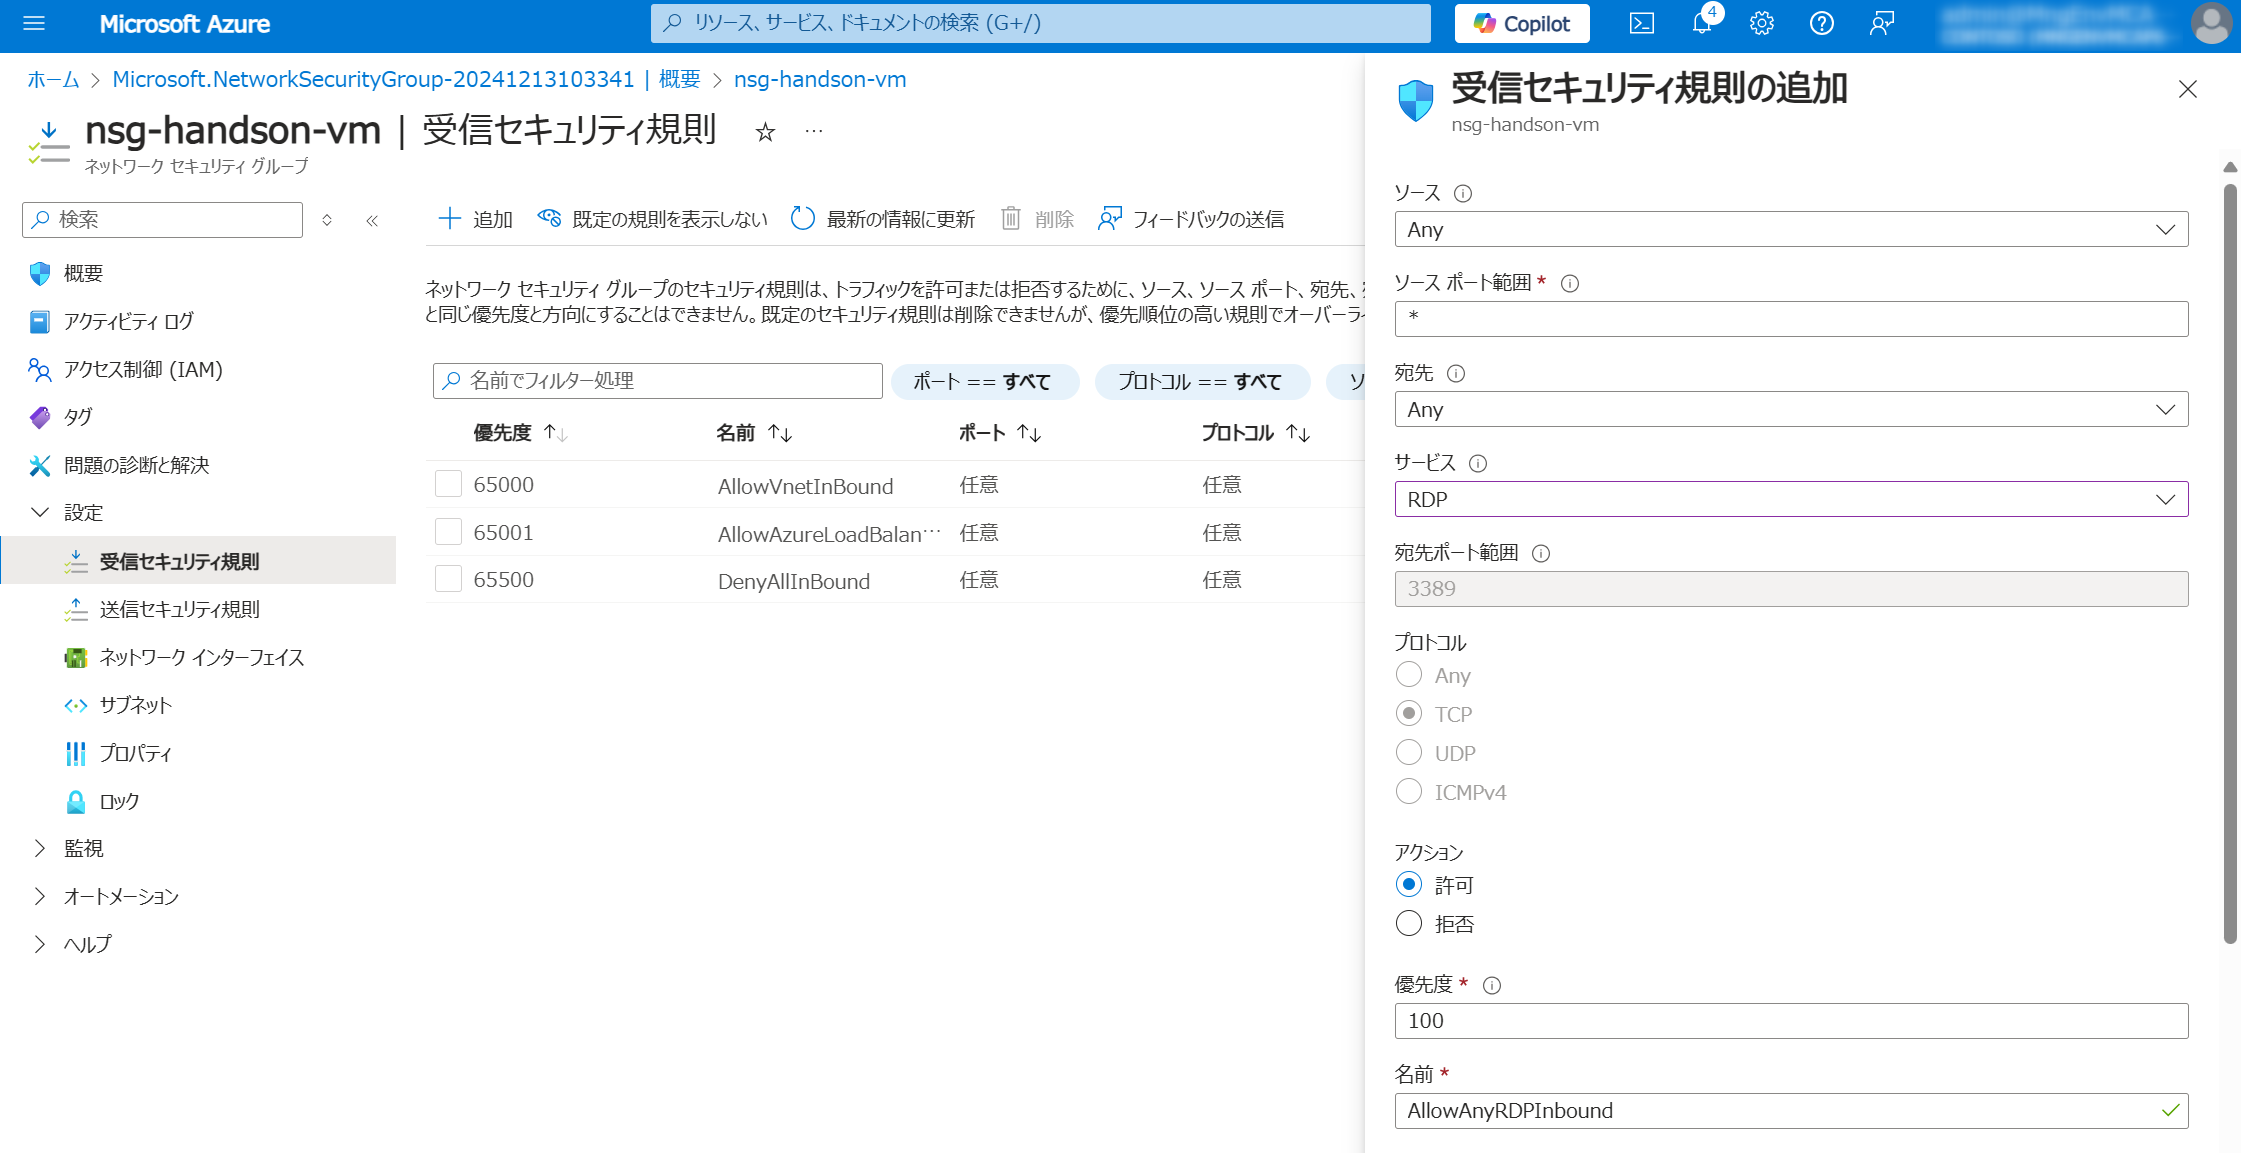 Microsoft Azure
リソース、サービス、ドキュメントの検索 (G+/)
Copilot
4
ホーム > Microsoft.NetworkSecurityGroup-20241213103341 | 概要 > nsg-handson-vm
nsg-handson-vm | 受信セキュリティ規則 ☆ …
ネットワーク セキュリティ グループ
検索
概要
アクティビティ ログ
アクセス制御 (IAM)
タグ
問題の診断と解決
設定
受信セキュリティ規則
送信セキュリティ規則
ネットワーク インターフェイス
サブネット
プロパティ
ロック
監視
オートメーション
ヘルプ
追加 既定の規則を表示しない 最新の情報に更新 削除 フィードバックの送信
ネットワーク セキュリティ グループのセキュリティ規則は、トラフィックを許可または拒否するために、ソース、ソース ポート、宛先、
と同じ優先度と方向にすることはできません。既定のセキュリティ規則は削除できませんが、優先順位の高い規則でオーバーライ
名前でフィルター処理 ポート == すべて プロトコル == すべて ソ
優先度 ↑↓ 名前 ↑↓ ポート ↑↓ プロトコル ↑↓
65000 AllowVnetInBound 任意 任意
65001 AllowAzureLoadBalan… 任意 任意
65500 DenyAllInBound 任意 任意
受信セキュリティ規則の追加
nsg-handson-vm
ソース
Any
ソース ポート範囲 *
*
宛先
Any
サービス
RDP
宛先ポート範囲
3389
プロトコル
Any
TCP
UDP
ICMPv4
アクション
許可
拒否
優先度 *
100
名前 *
AllowAnyRDPInbound